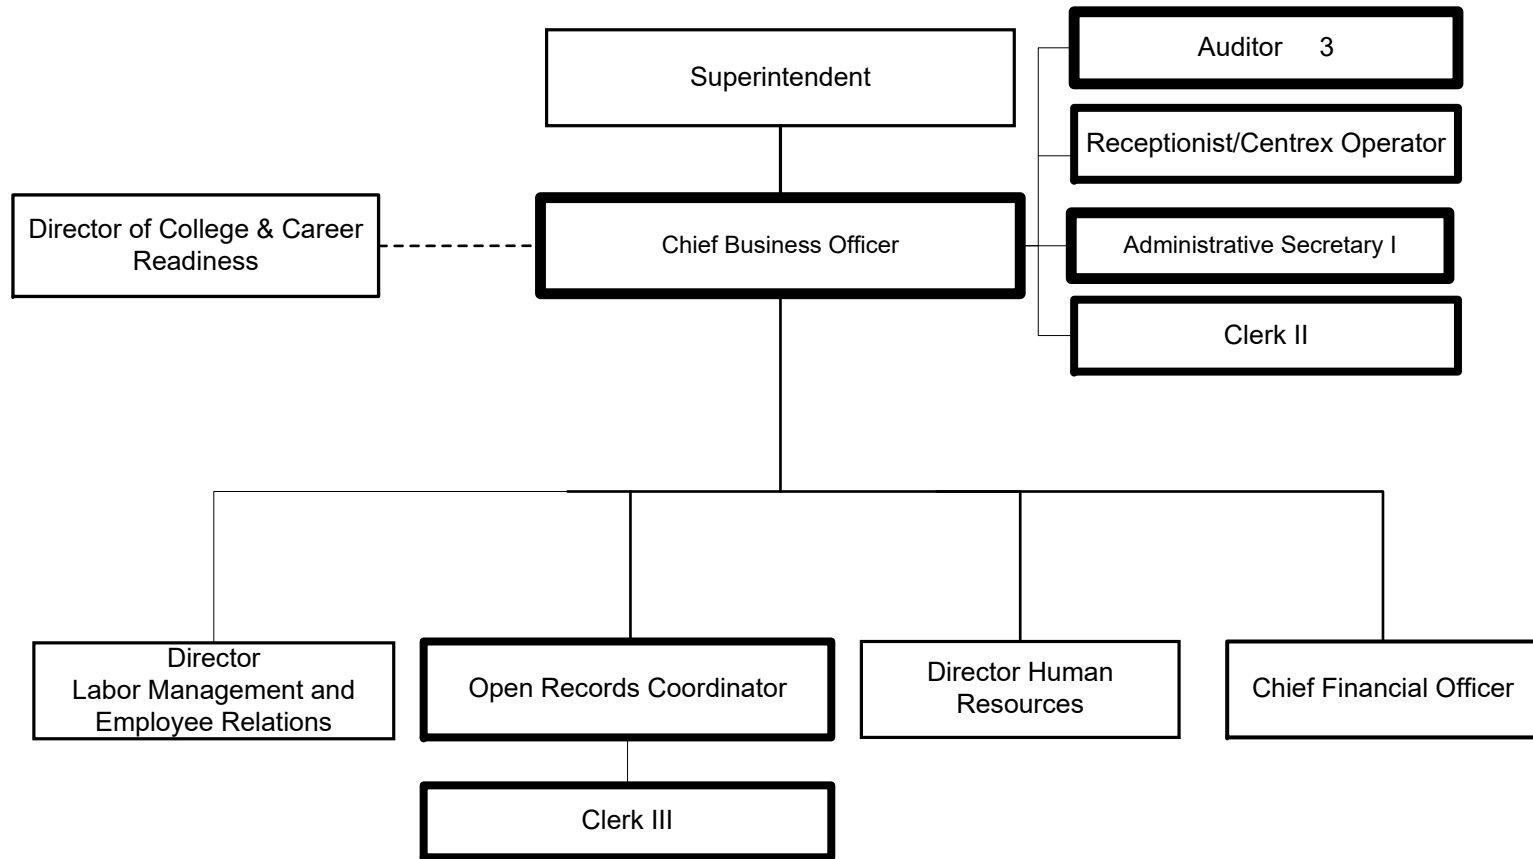 Superintendent
Auditor 3
Receptionist/Centrex Operator
Director of College & Career
Readiness
Chief Business Officer
Administrative Secretary I
Clerk II
Director
Labor Management and
Employee Relations
Open Records Coordinator
Director Human
Resources
Chief Financial Officer
Clerk III